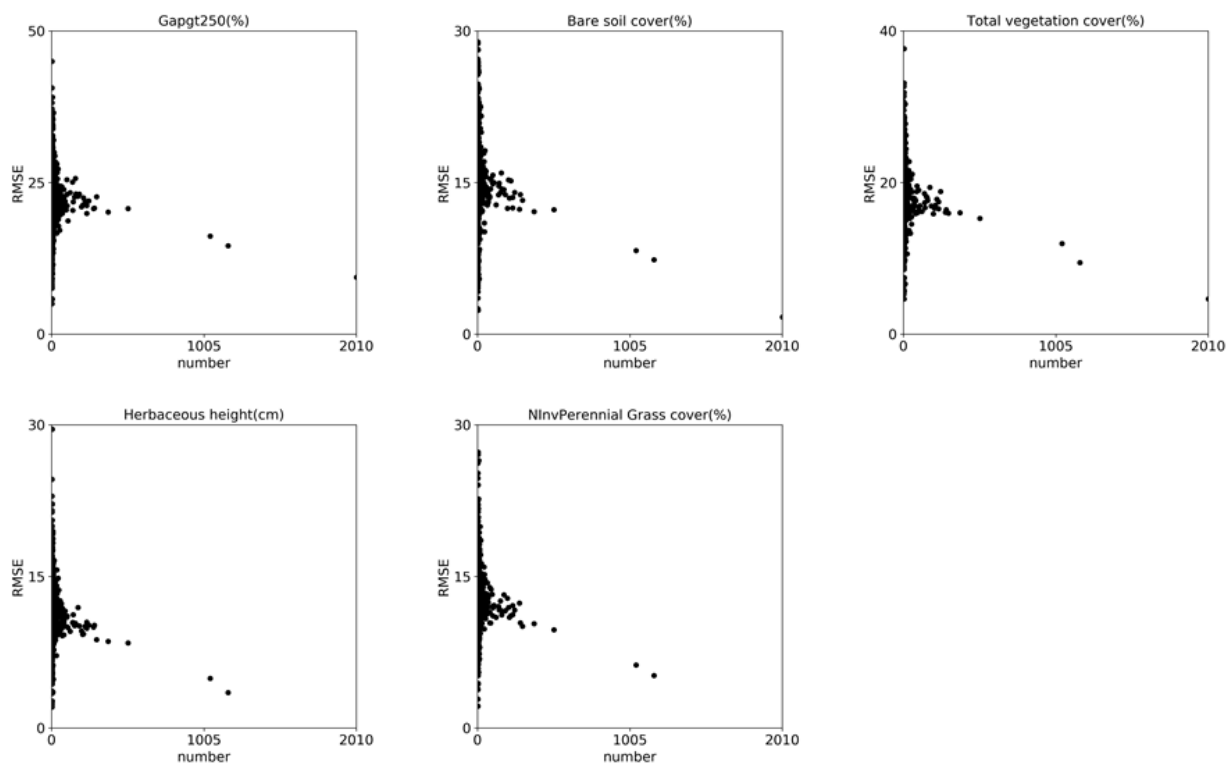 Gapgt250(%)
50
25
0
RMSE
0
1005
2010
number
Bare soil cover(%)
30
15
0
RMSE
0
1005
2010
number
Total vegetation cover(%)
40
20
0
RMSE
0
1005
2010
number
Herbaceous height(cm)
30
15
0
RMSE
0
1005
2010
number
NInvPerennial Grass cover(%)
30
15
0
RMSE
0
1005
2010
number